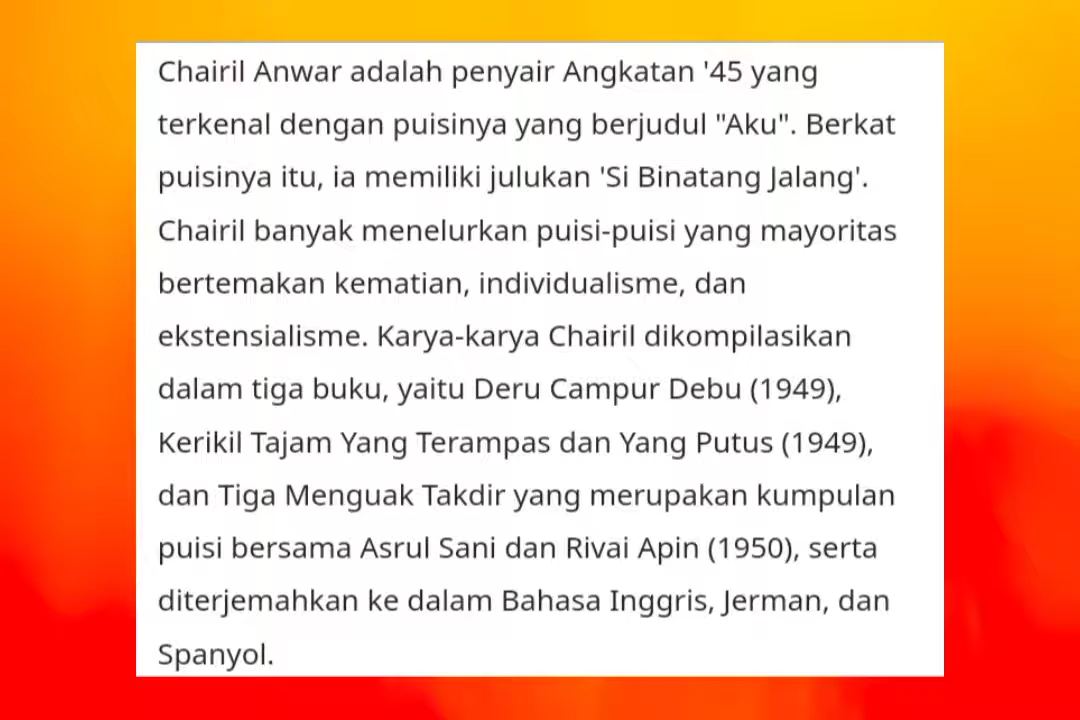 Chairil Anwar adalah penyair Angkatan '45 yang
terkenal dengan puisinya yang berjudul "Aku". Berkat
puisinya itu, ia memiliki julukan 'Si Binatang Jalang'.
Chairil banyak menelurkan puisi-puisi yang mayoritas
bertemakan kematian, individualisme, dan
ekstensialisme. Karya-karya Chairil dikompilasikan
dalam tiga buku, yaitu Deru Campur Debu (1949),
Kerikil Tajam Yang Terampas dan Yang Putus (1949),
dan Tiga Menguak Takdir yang merupakan kumpulan
puisi bersama Asrul Sani dan Rivai Apin (1950), serta
diterjemahkan ke dalam Bahasa Inggris, Jerman, dan
Spanyol.